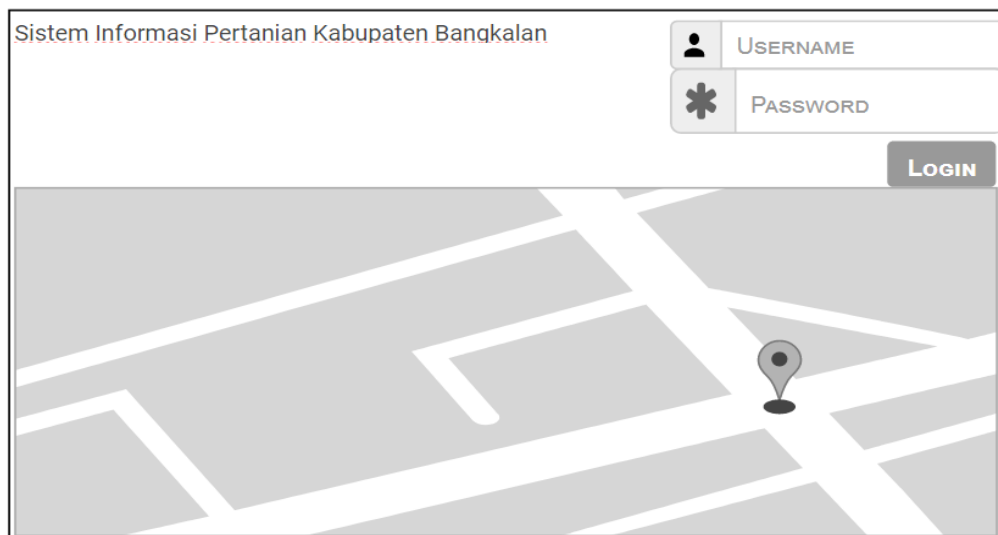 Sistem Informasi Pertanian Kabupaten Bangkalan
Username
Password
Login